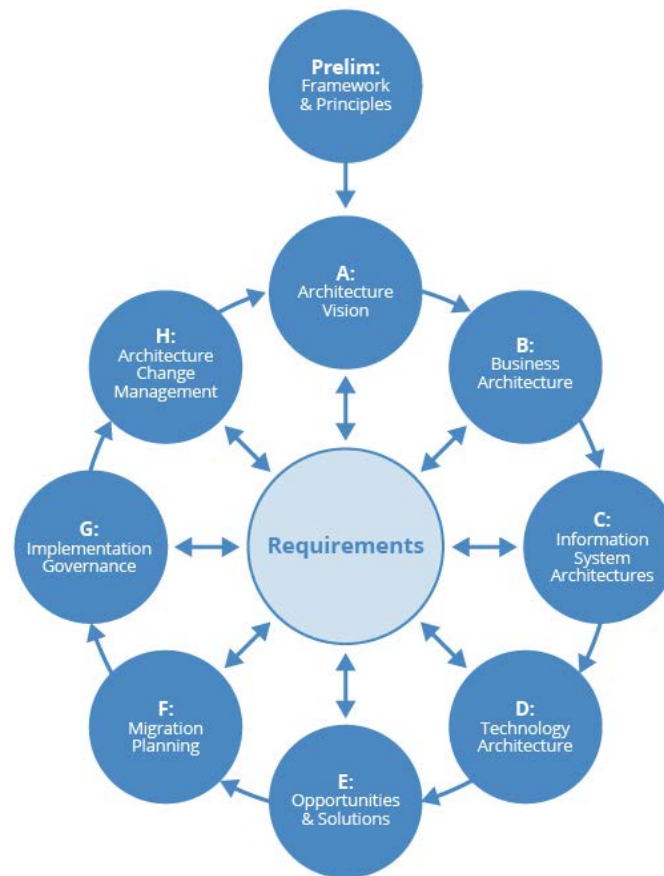 Prelim:
Framework
& Principles
A:
Architecture
Vision
B:
Business
Architecture
C:
Information
System
Architectures
D:
Technology
Architecture
E:
Opportunities
& Solutions
F:
Migration
Planning
G:
Implementation
Governance
H:
Architecture
Change
Management
Requirements